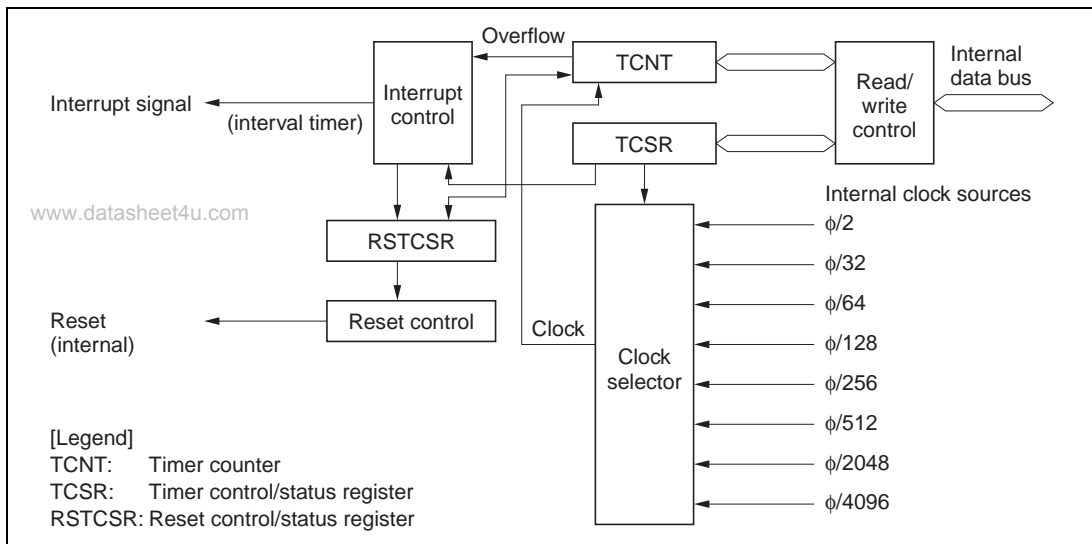 Overflow
TCNT
Internal
data bus
Interrupt signal
(interval timer)
Interrupt
control
Read/
write
control
TCSR
Internal clock sources
www.datasheet4u.com
RSTCSR
ϕ/2
ϕ/32
ϕ/64
Reset
(internal)
Reset control
Clock
ϕ/128
Clock
selector
ϕ/256
ϕ/512
ϕ/2048
ϕ/4096
[Legend]
TCNT: Timer counter
TCSR: Timer control/status register
RSTCSR: Reset control/status register